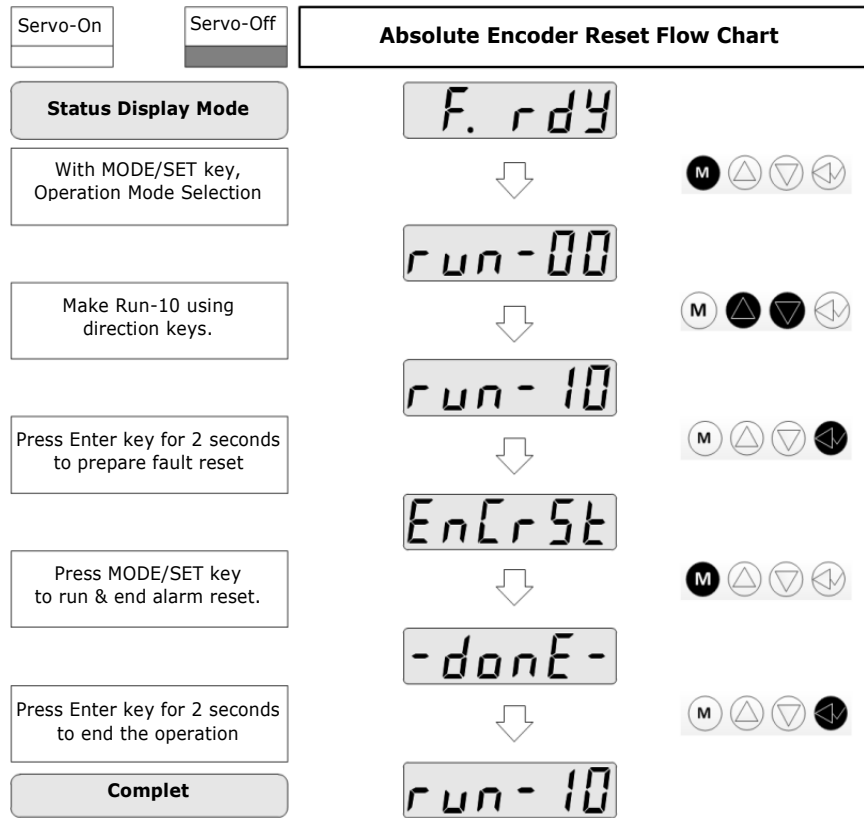 Servo-On
Servo-Off
Absolute Encoder Reset Flow Chart
Status Display Mode
F. rdY
With MODE/SET key,
Operation Mode Selection
M
run-00
Make Run-10 using
direction keys.
M
run-10
Press Enter key for 2 seconds
to prepare fault reset
M
EnCrSt
Press MODE/SET key
to run & end alarm reset.
M
-donE-
Press Enter key for 2 seconds
to end the operation
M
Complet
run-10